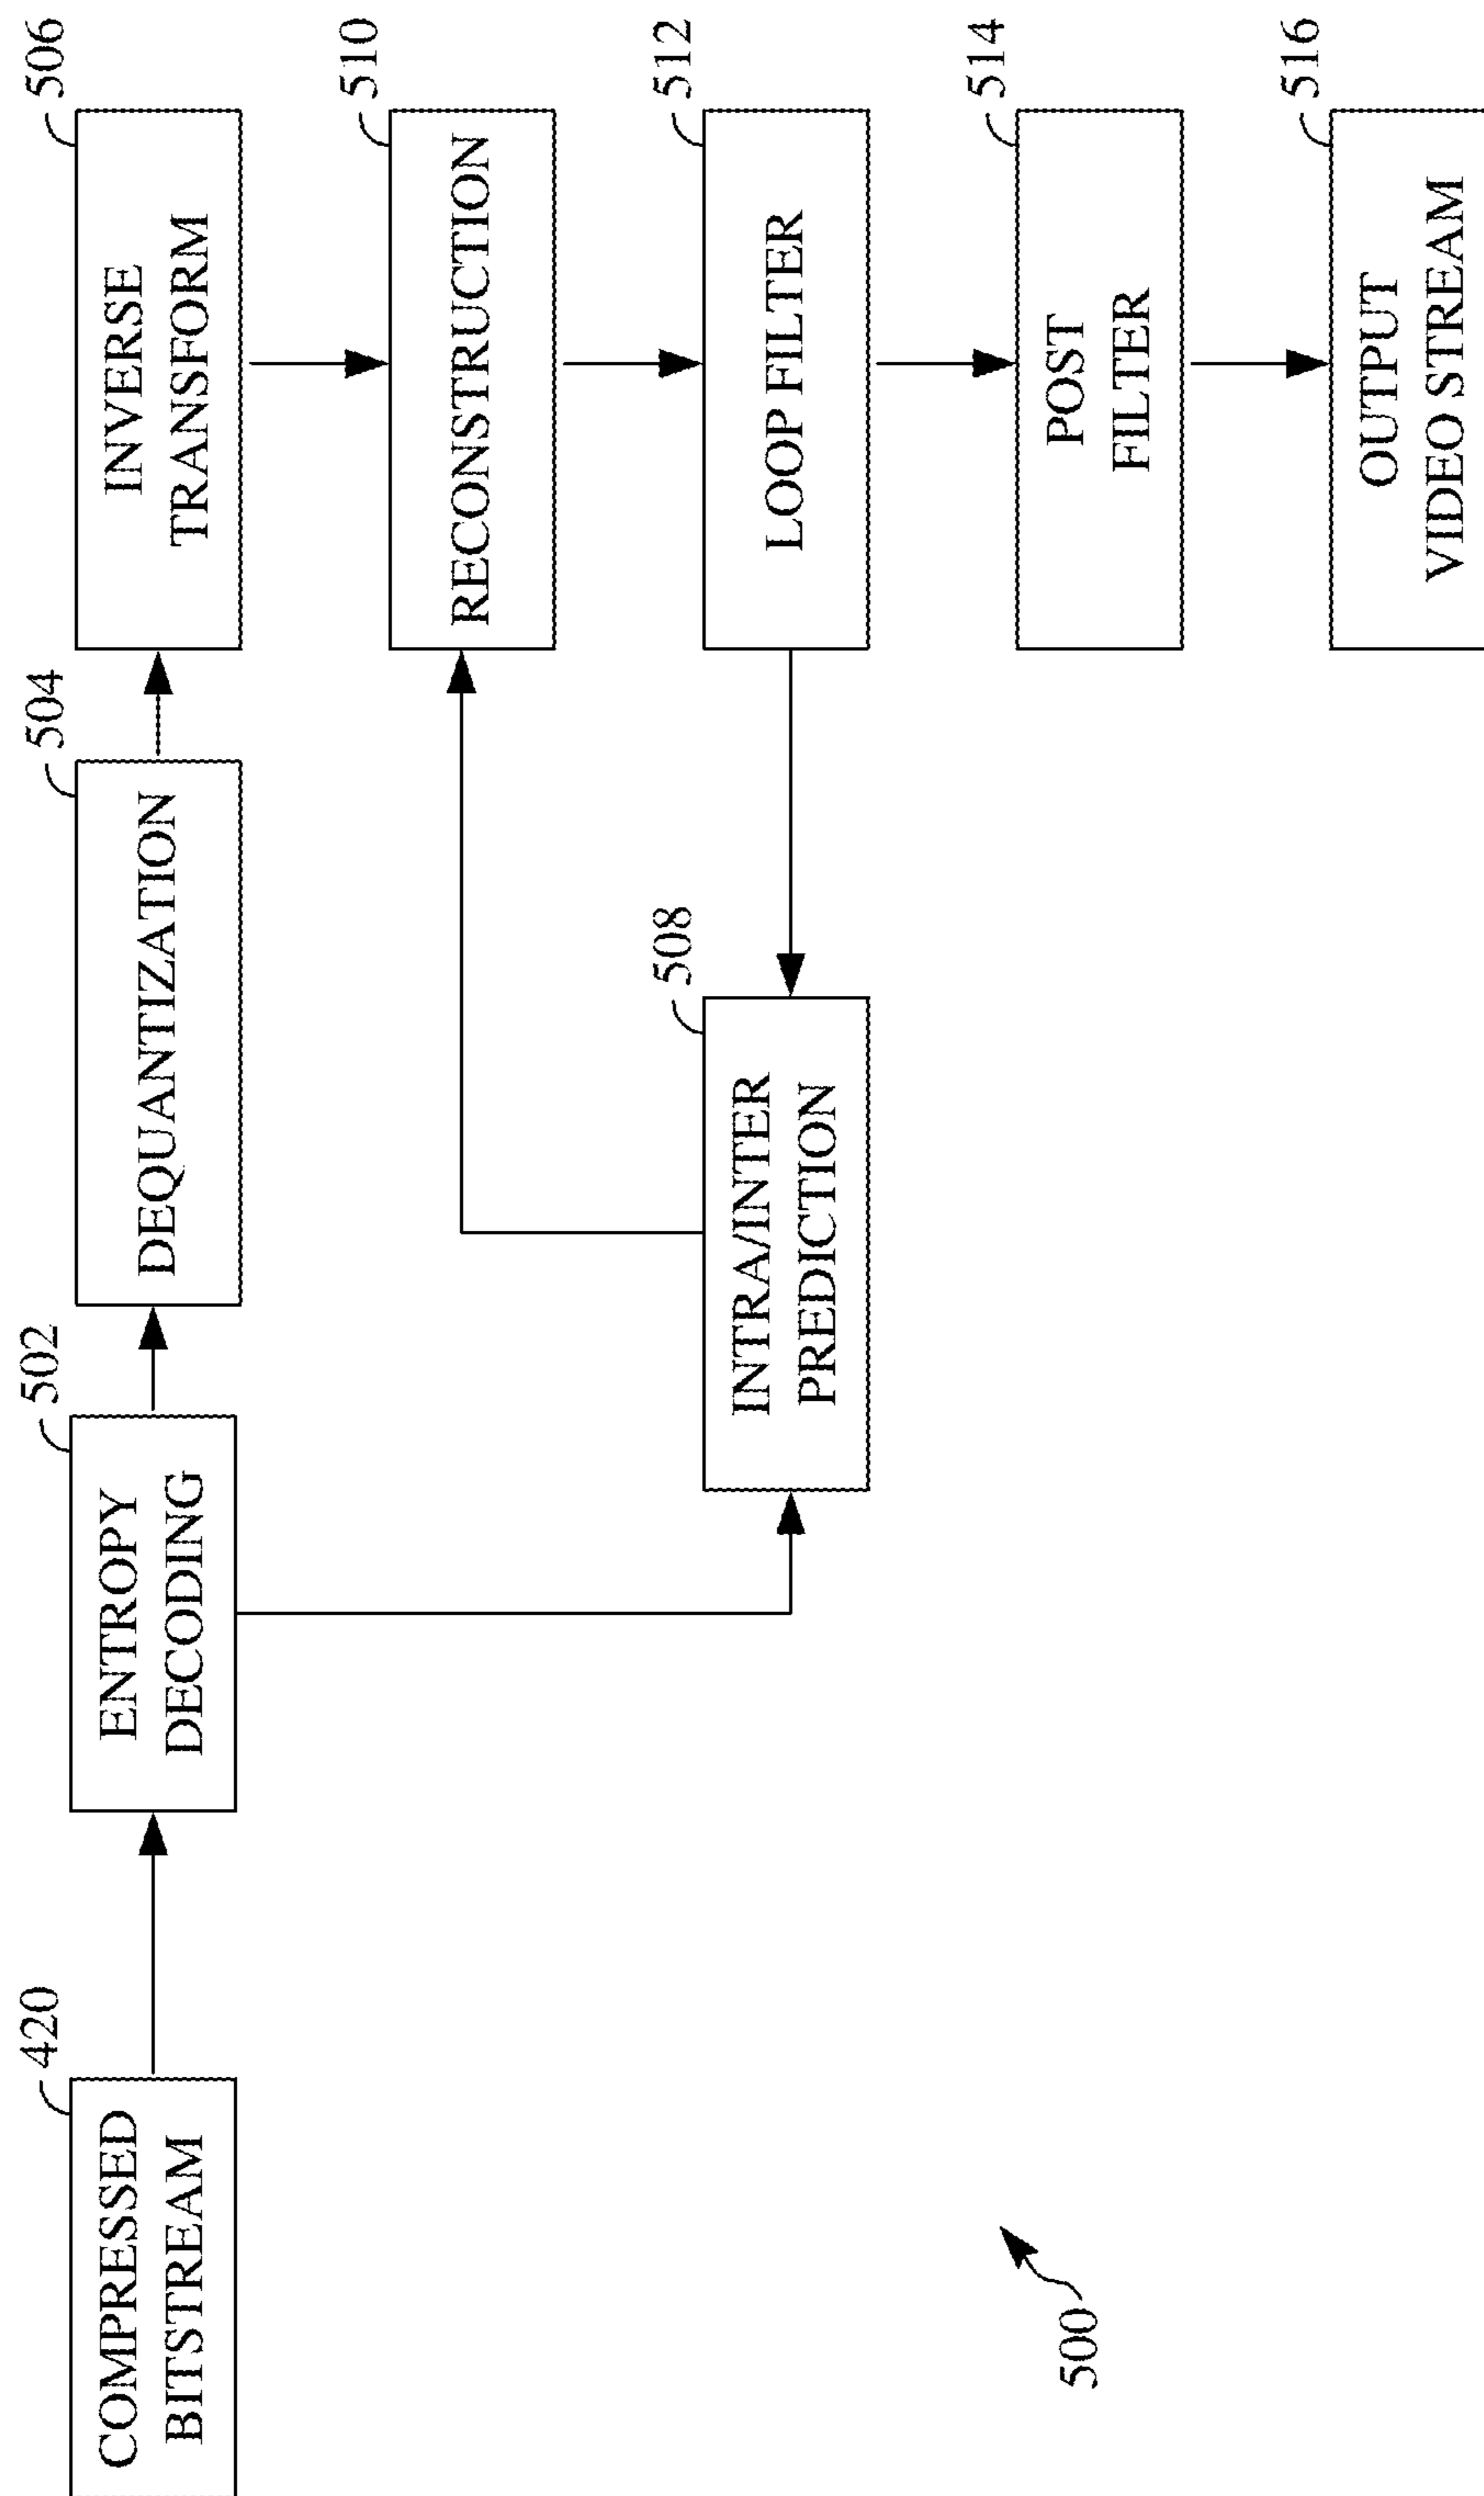 420
COMPRESSED
BITSTREAM
502
ENTROPY
DECODING
504
DEQUANTIZATION
506
INVERSE
TRANSFORM
510
RECONSTRUCTION
508
INTRA/INTER
PREDICTION
512
LOOP FILTER
514
POST
FILTER
516
OUTPUT
VIDEO STREAM
500